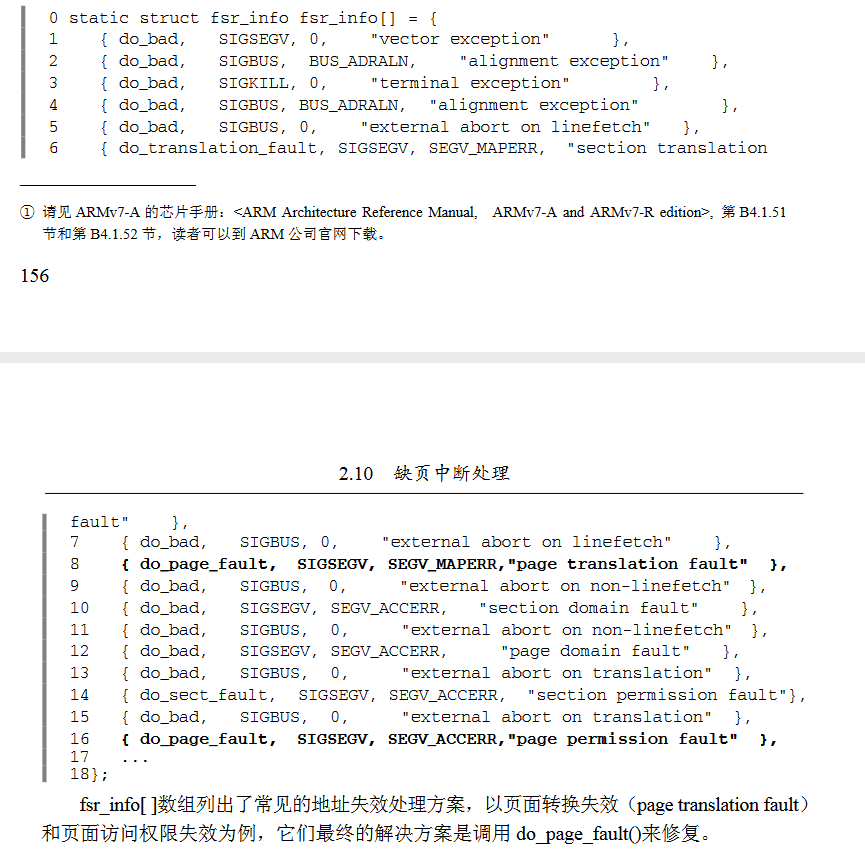 0 static struct fsr_info fsr_info[] = {
1 { do_bad, SIGSEGV, 0, "vector exception" },
2 { do_bad, SIGBUS, BUS_ADRALN, "alignment exception" },
3 { do_bad, SIGKILL, 0, "terminal exception" },
4 { do_bad, SIGBUS, BUS_ADRALN, "alignment exception" },
5 { do_bad, SIGBUS, 0, "external abort on linefetch" },
6 { do_translation_fault, SIGSEGV, SEGV_MAPERR, "section translation
① 请见 ARMv7-A 的芯片手册：<ARM Architecture Reference Manual, ARMv7-A and ARMv7-R edition>, 第 B4.1.51
节和第 B4.1.52 节，读者可以到 ARM 公司官网下载。
156
2.10 缺页中断处理
fault" },
7 { do_bad, SIGBUS, 0, "external abort on linefetch" },
8 { do_page_fault, SIGSEGV, SEGV_MAPERR,"page translation fault" },
9 { do_bad, SIGBUS, 0, "external abort on non-linefetch" },
10 { do_bad, SIGSEGV, SEGV_ACCERR, "section domain fault" },
11 { do_bad, SIGBUS, 0, "external abort on non-linefetch" },
12 { do_bad, SIGSEGV, SEGV_ACCERR, "page domain fault" },
13 { do_bad, SIGBUS, 0, "external abort on translation" },
14 { do_sect_fault, SIGSEGV, SEGV_ACCERR, "section permission fault"},
15 { do_bad, SIGBUS, 0, "external abort on translation" },
16 { do_page_fault, SIGSEGV, SEGV_ACCERR,"page permission fault" },
17 ...
18};
fsr_info[ ]数组列出了常见的地址失效处理方案，以页面转换失效（page translation fault）
和页面访问权限失效为例，它们最终的解决方案是调用 do_page_fault()来修复。